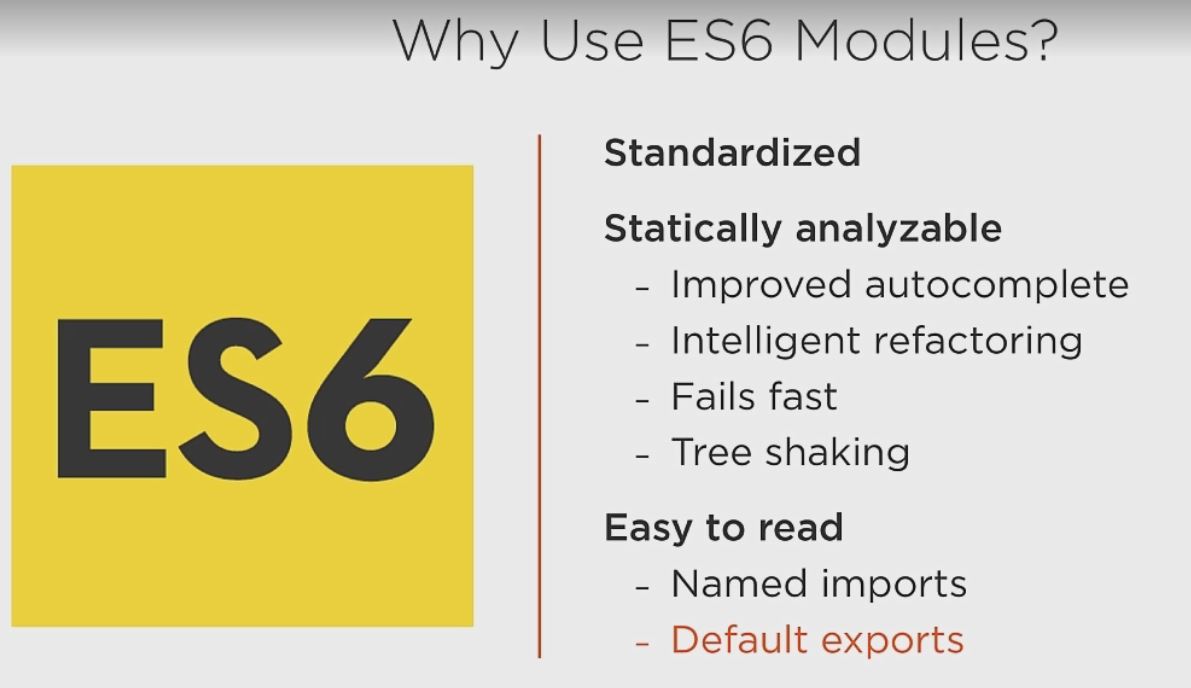 Why Use ES6 Modules?
ES6
Standardized
Statically analyzable
- Improved autocomplete
- Intelligent refactoring
- Fails fast
- Tree shaking
Easy to read
- Named imports
- Default exports